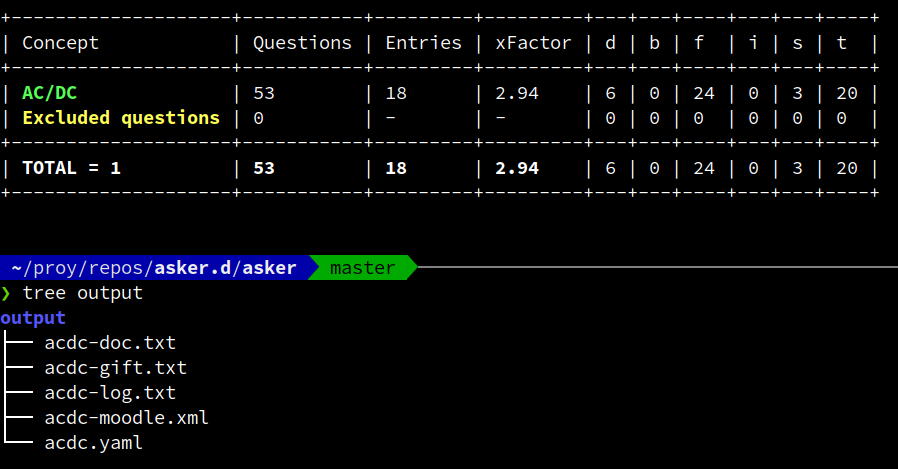 +---------------------+-----------+---------+---------+---+---+----+---+---+----+
| Concept             | Questions | Entries | xFactor | d | b | f  | i | s | t  |
+---------------------+-----------+---------+---------+---+---+----+---+---+----+
| AC/DC               | 53        | 18      | 2.94    | 6 | 0 | 24 | 0 | 3 | 20 |
| Excluded questions  | 0         | -       | -       | 0 | 0 | 0  | 0 | 0 | 0  |
+---------------------+-----------+---------+---------+---+---+----+---+---+----+
| TOTAL = 1           | 53        | 18      | 2.94    | 6 | 0 | 24 | 0 | 3 | 20 |
+---------------------+-----------+---------+---------+---+---+----+---+---+----+
~/proy/repos/asker.d/asker master
❯ tree output
output
├── acdc-doc.txt
├── acdc-gift.txt
├── acdc-log.txt
├── acdc-moodle.xml
└── acdc.yaml